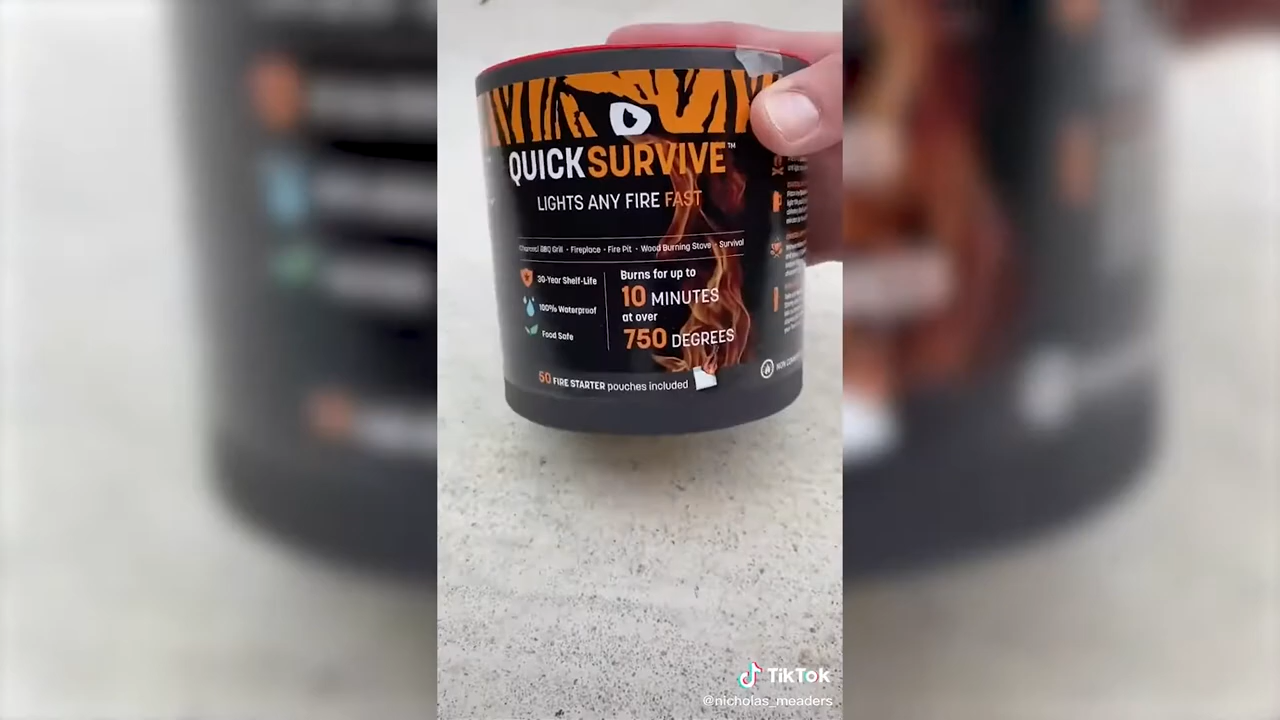 QUICKSURVIVE™
LIGHTS ANY FIRE FAST
Charcoal BBQ Grill • Fireplace • Fire Pit • Wood Burning Stove • Survival
30-Year Shelf-Life
100% Waterproof
Food Safe
Burns for up to
10 MINUTES
at over
750 DEGREES
50 FIRE STARTER pouches included
NON
TikTok
@nicholas_meaders